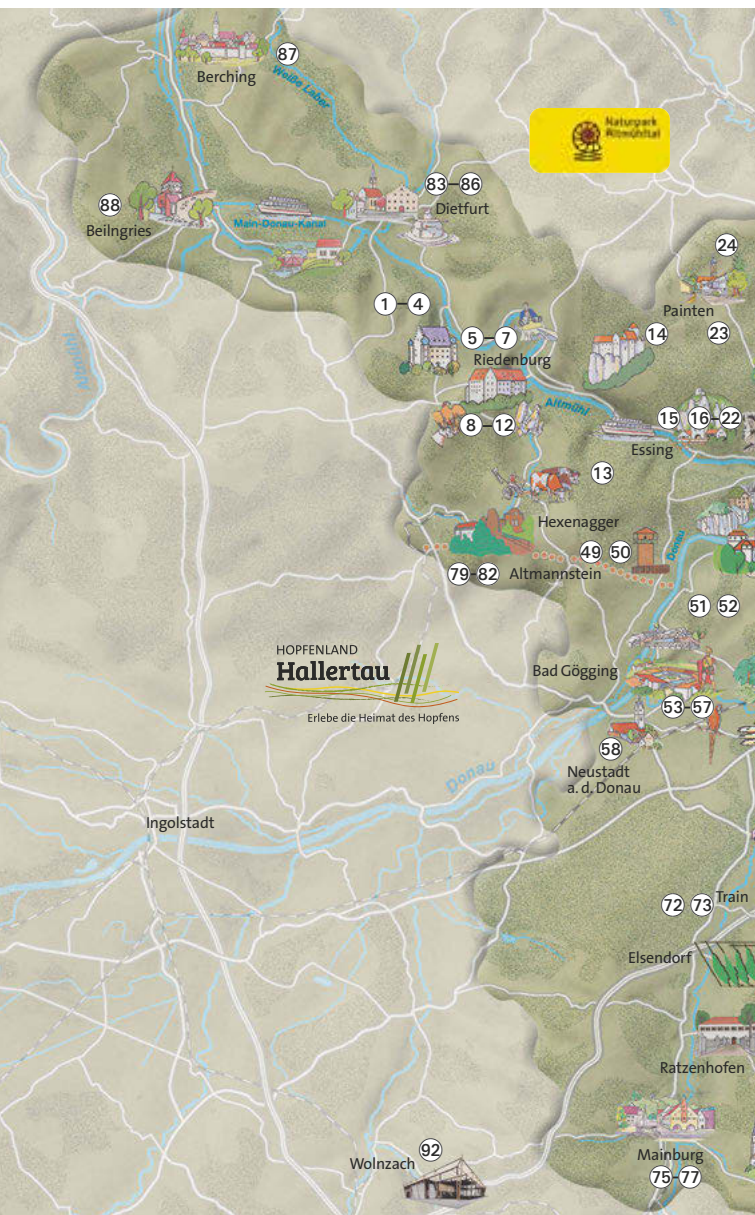 87
Berching
Weiße Laber
Naturpark
Altmühltal
83–86
88
Dietfurt
Beilngries
Main-Donau-Kanal
24
1–4
Painten
5–7
14
23
Riedenburg
Altmühl
Altmühl
8–12
15
16–22
Essing
13
Hexenagger
49
50
Donau
79-82
Altmannstein
51
52
HOPFENLAND
Hallertau
Erlebe die Heimat des Hopfens
Bad Gögging
53–57
58
Neustadt
a. d. Donau
Donau
Ingolstadt
72
73
Train
Elsendorf
Ratzenhofen
92
Wolnzach
Mainburg
75–77